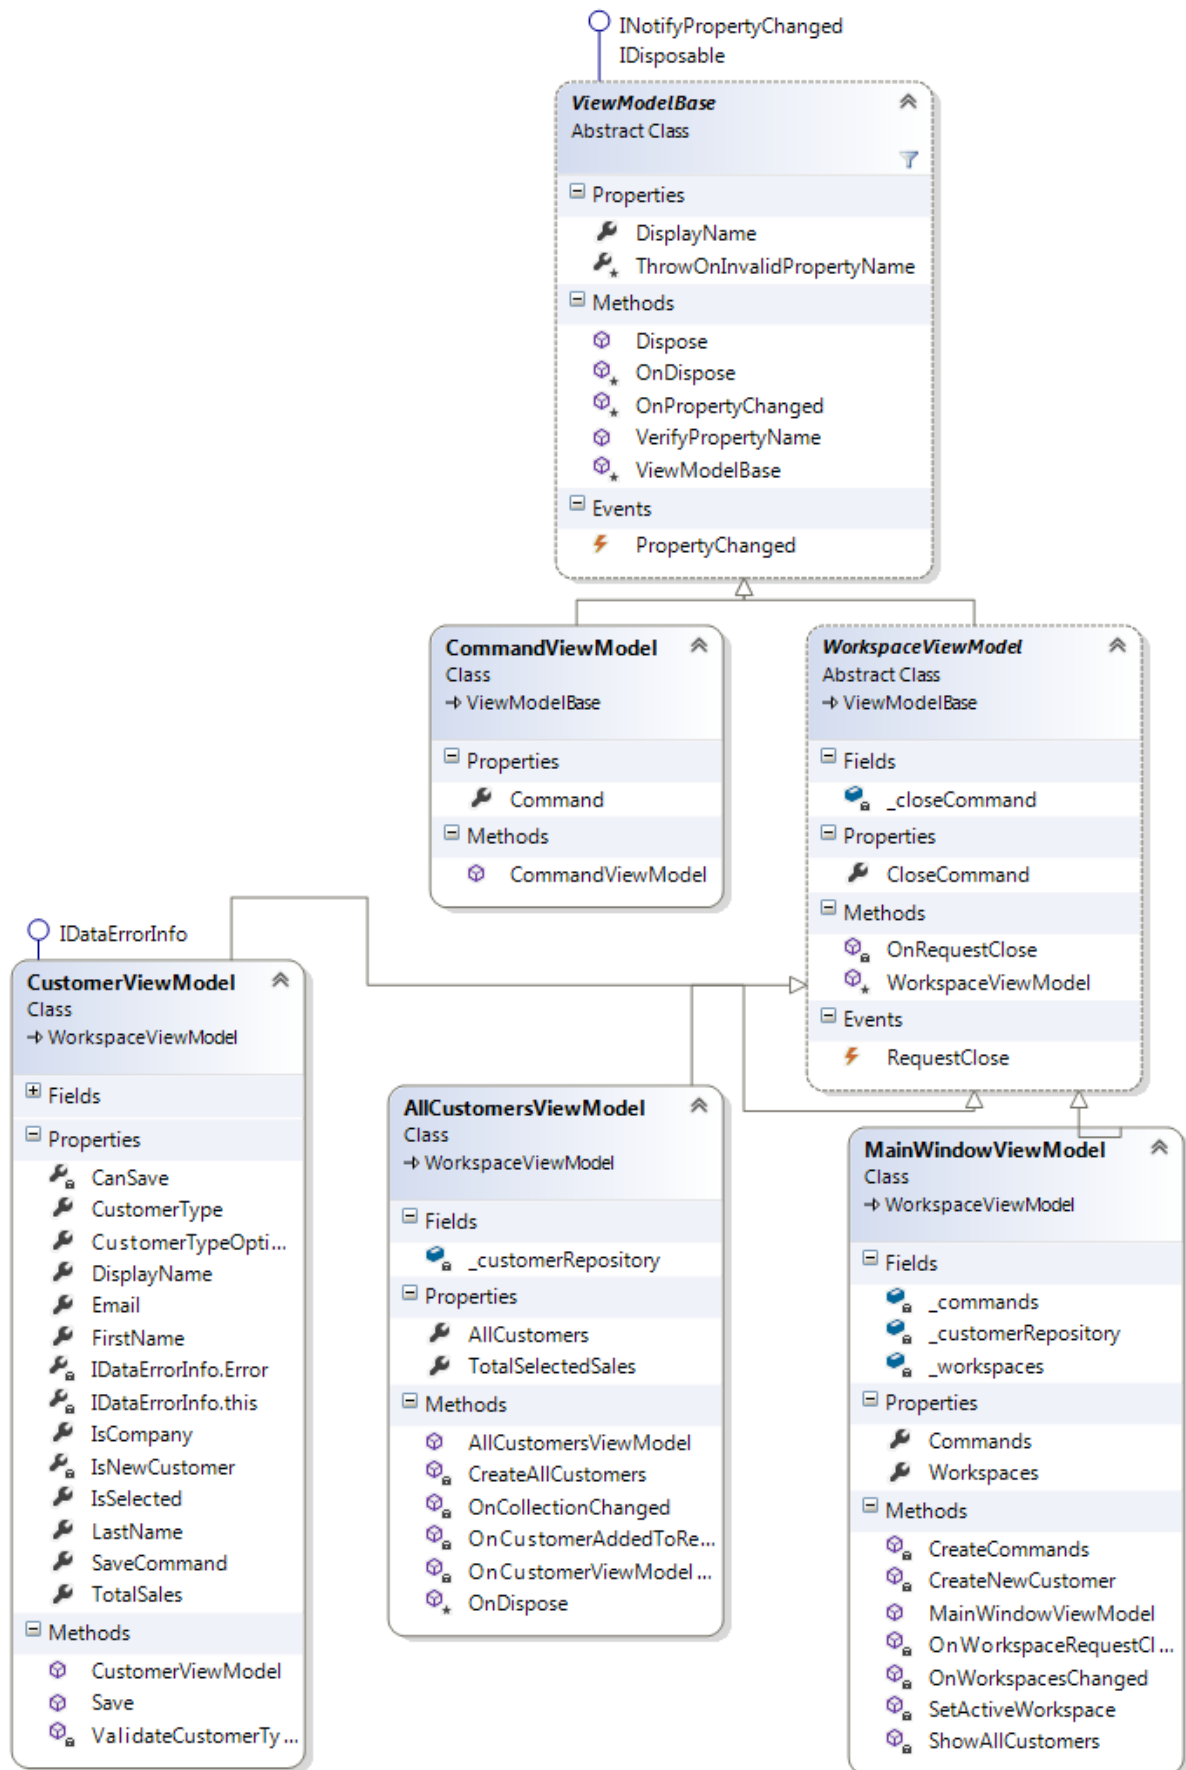 INotifyPropertyChanged
IDisposable
ViewModelBase
Abstract Class
Properties
DisplayName
ThrowOnInvalidPropertyName
Methods
Dispose
OnDispose
OnPropertyChanged
VerifyPropertyName
ViewModelBase
Events
PropertyChanged
CommandViewModel
Class
ViewModelBase
Properties
Command
Methods
CommandViewModel
WorkspaceViewModel
Abstract Class
ViewModelBase
Fields
_closeCommand
Properties
CloseCommand
Methods
OnRequestClose
WorkspaceViewModel
Events
RequestClose
IDataErrorInfo
CustomerViewModel
Class
WorkspaceViewModel
Fields
Properties
CanSave
CustomerType
CustomerTypeOpti...
DisplayName
Email
FirstName
IDataErrorInfo.Error
IDataErrorInfo.this
IsCompany
IsNewCustomer
IsSelected
LastName
SaveCommand
TotalSales
Methods
CustomerViewModel
Save
ValidateCustomerTy...
AllCustomersViewModel
Class
WorkspaceViewModel
Fields
_customerRepository
Properties
AllCustomers
TotalSelectedSales
Methods
AllCustomersViewModel
CreateAllCustomers
OnCollectionChanged
OnCustomerAddedToRe...
OnCustomerViewModel...
OnDispose
MainWindowViewModel
Class
WorkspaceViewModel
Fields
_commands
_customerRepository
_workspaces
Properties
Commands
Workspaces
Methods
CreateCommands
CreateNewCustomer
MainWindowViewModel
OnWorkspaceRequestCl...
OnWorkspacesChanged
SetActiveWorkspace
ShowAllCustomers